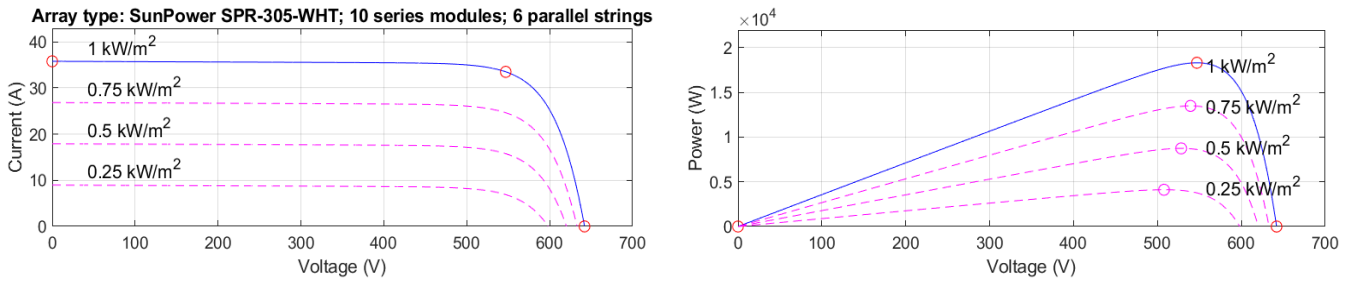 Array type: SunPower SPR-305-WHT; 10 series modules; 6 parallel strings
40
30
20
10
0
Current (A)
1 kW/m²
0.75 kW/m²
0.5 kW/m²
0.25 kW/m²
0 100 200 300 400 500 600 700
Voltage (V)
×10⁴
2
1.5
1
0.5
0
Power (W)
1 kW/m²
0.75 kW/m²
0.5 kW/m²
0.25 kW/m²
0 100 200 300 400 500 600 700
Voltage (V)